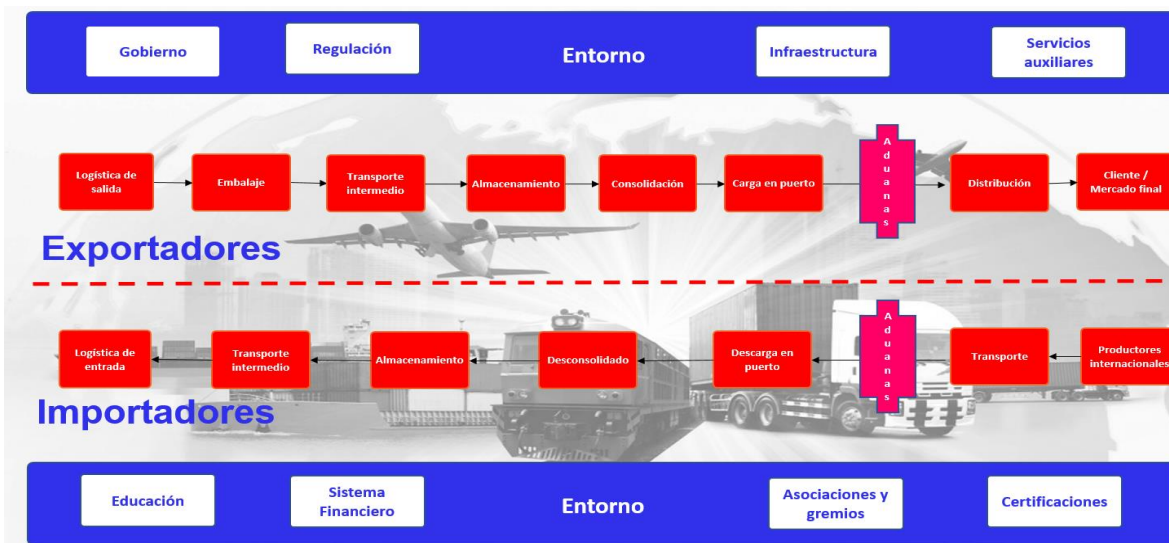 Gobierno
Regulación
Entorno
Infraestructura
Servicios
auxiliares
Logística de
salida
Embalaje
Transporte
intermedio
Almacenamiento
Consolidación
Carga en puerto
Aduanas
Distribución
Cliente /
Mercado final
Exportadores
Logística de
entrada
Transporte
intermedio
Almacenamiento
Desconsolidado
Descarga en
puerto
Aduanas
Transporte
Productores
internacionales
Importadores
Educación
Sistema
Financiero
Entorno
Asociaciones y
gremios
Certificaciones